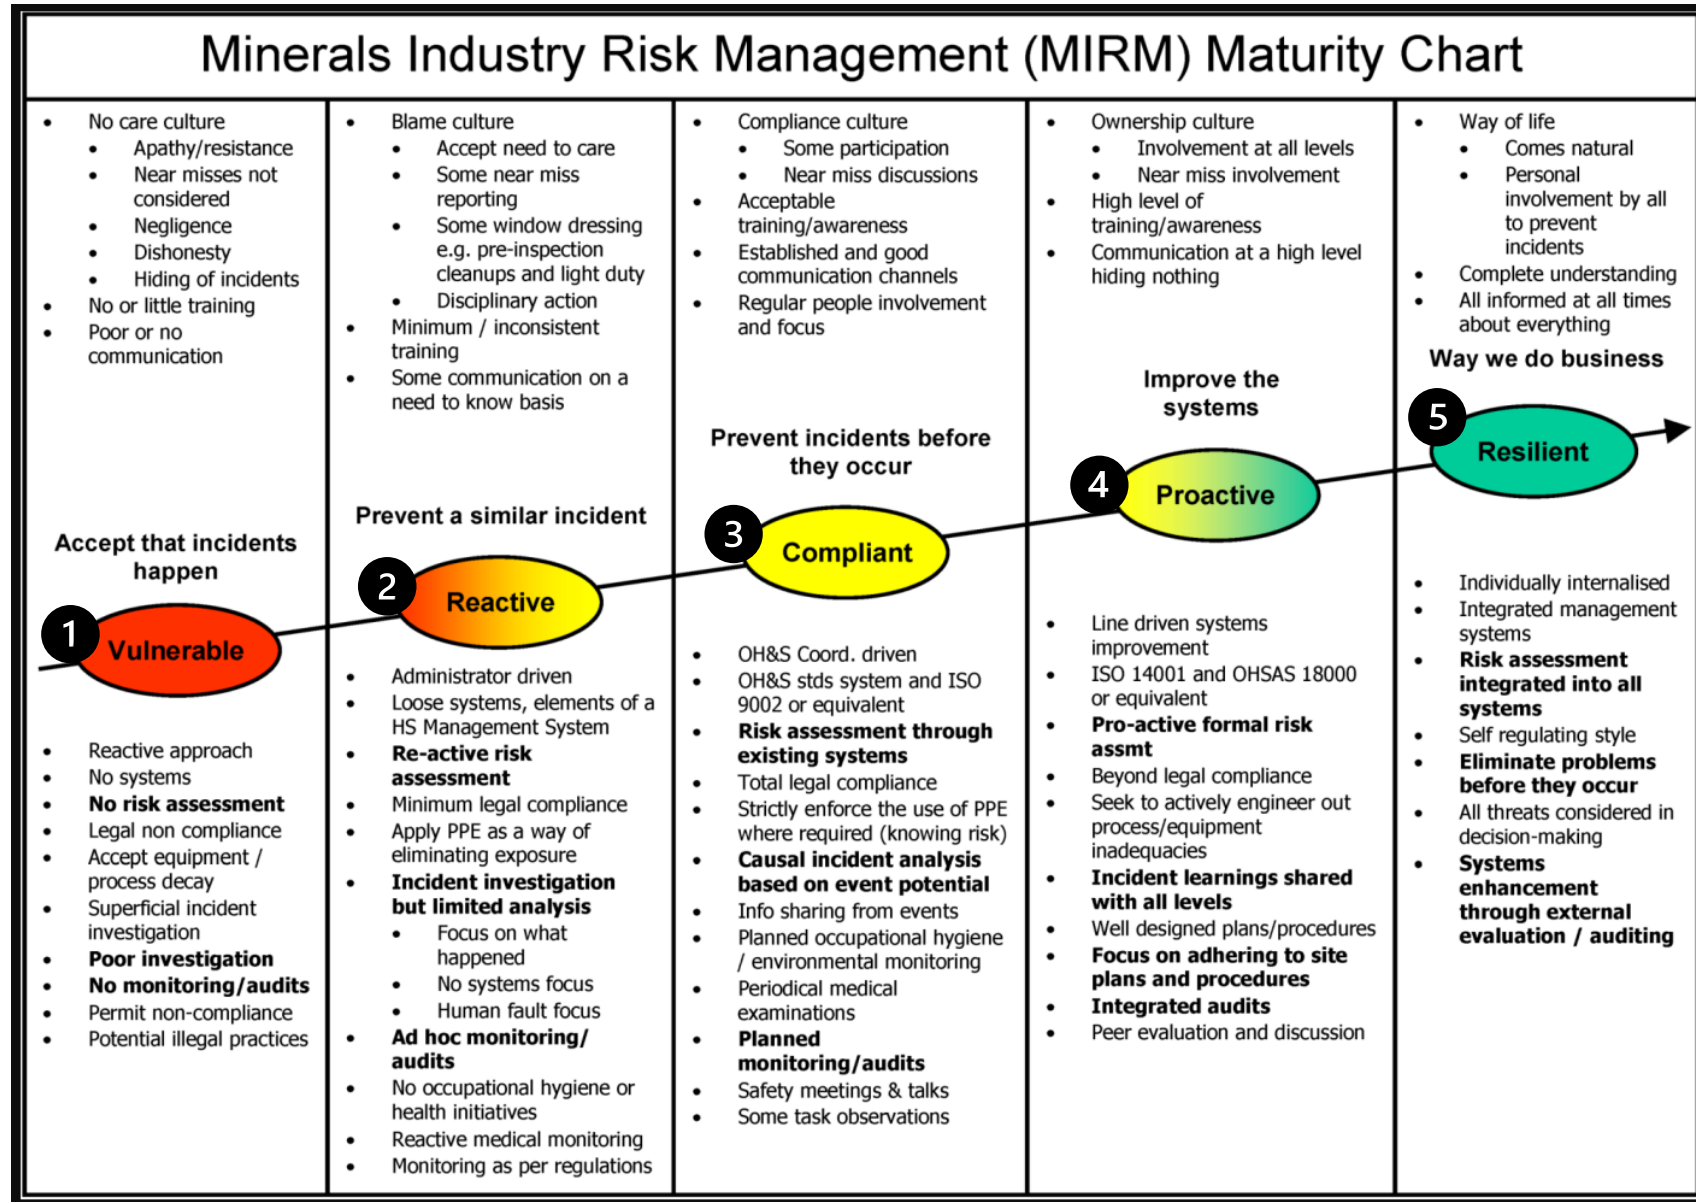 Minerals Industry Risk Management (MIRM) Maturity Chart
• No care culture
• Apathy/resistance
• Near misses not
considered
• Negligence
• Dishonesty
• Hiding of incidents
• No or little training
• Poor or no
communication
Accept that incidents
happen
1
Vulnerable
• Reactive approach
• No systems
• No risk assessment
• Legal non compliance
• Accept equipment /
process decay
• Superficial incident
investigation
• Poor investigation
• No monitoring/audits
• Permit non-compliance
• Potential illegal practices
• Blame culture
• Accept need to care
• Some near miss
reporting
• Some window dressing
e.g. pre-inspection
cleanups and light duty
• Disciplinary action
• Minimum / inconsistent
training
• Some communication on a
need to know basis
Prevent a similar incident
2
Reactive
• Administrator driven
• Loose systems, elements of a
HS Management System
• Re-active risk
assessment
• Minimum legal compliance
• Apply PPE as a way of
eliminating exposure
• Incident investigation
but limited analysis
• Focus on what
happened
• No systems focus
• Human fault focus
• Ad hoc monitoring/
audits
• No occupational hygiene or
health initiatives
• Reactive medical monitoring
• Monitoring as per regulations
• Compliance culture
• Some participation
• Near miss discussions
• Acceptable
training/awareness
• Established and good
communication channels
• Regular people involvement
and focus
Prevent incidents before
they occur
3
Compliant
• OH&S Coord. driven
• OH&S stds system and ISO
9002 or equivalent
• Risk assessment through
existing systems
• Total legal compliance
• Strictly enforce the use of PPE
where required (knowing risk)
• Causal incident analysis
based on event potential
• Info sharing from events
• Planned occupational hygiene
/ environmental monitoring
• Periodical medical
examinations
• Planned
monitoring/audits
• Safety meetings & talks
• Some task observations
• Ownership culture
• Involvement at all levels
• Near miss involvement
• High level of
training/awareness
• Communication at a high level
hiding nothing
Improve the
systems
4
Proactive
• Line driven systems
improvement
• ISO 14001 and OHSAS 18000
or equivalent
• Pro-active formal risk
assmt
• Beyond legal compliance
• Seek to actively engineer out
process/equipment
inadequacies
• Incident learnings shared
with all levels
• Well designed plans/procedures
• Focus on adhering to site
plans and procedures
• Integrated audits
• Peer evaluation and discussion
• Way of life
• Comes natural
• Personal
involvement by all
to prevent
incidents
• Complete understanding
• All informed at all times
about everything
Way we do business
5
Resilient
• Individually internalised
• Integrated management
systems
• Risk assessment
integrated into all
systems
• Self regulating style
• Eliminate problems
before they occur
• All threats considered in
decision-making
• Systems
enhancement
through external
evaluation / auditing